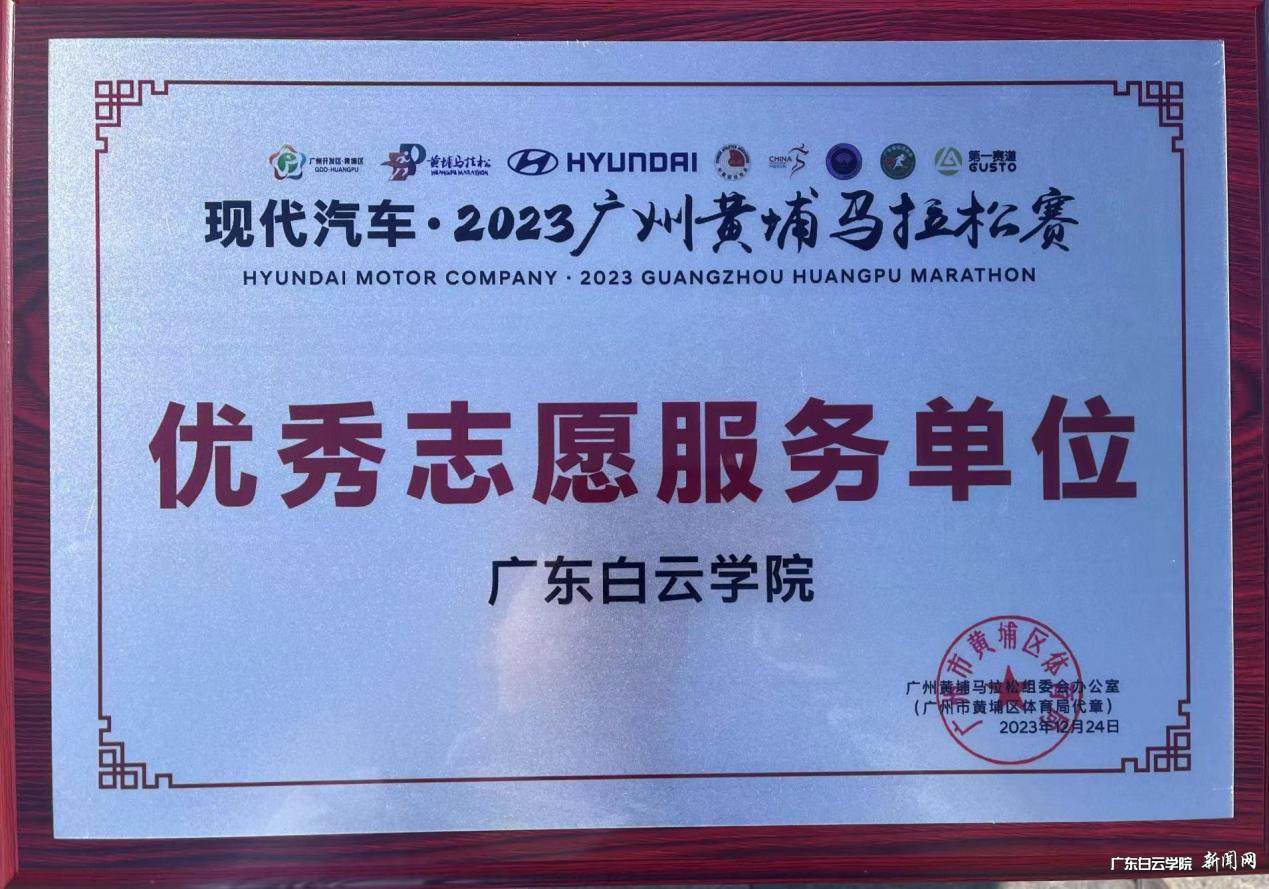 广州开发区·黄埔区 黄埔马拉松 HYUNDAI CHINA 第一赛道
GDD·HUANGPU HUANGPU MARATHON GUSTO
现代汽车·2023广州黄埔马拉松赛
HYUNDAI MOTOR COMPANY · 2023 GUANGZHOU HUANGPU MARATHON
优秀志愿服务单位
广东白云学院
广州市黄埔区体育局
广州黄埔马拉松组委会办公室
（广州市黄埔区体育局代章）
2023年12月24日
广东白云学院 新闻网